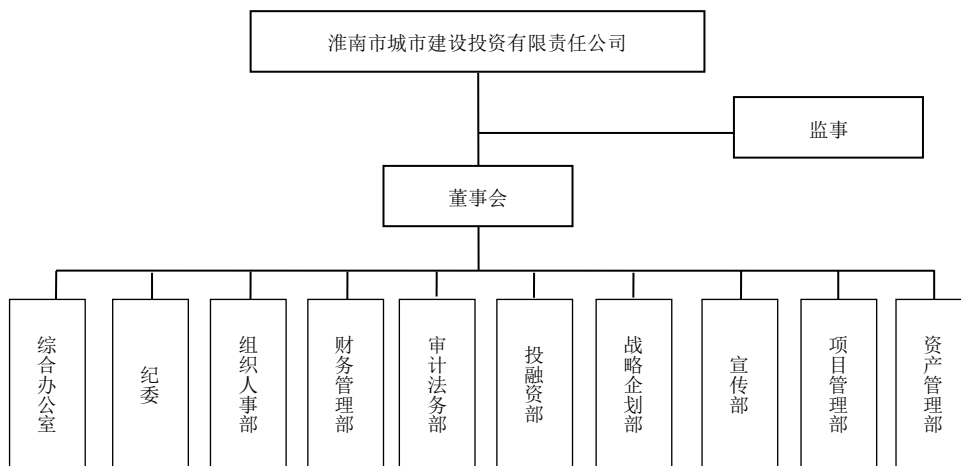 淮南市城市建设投资有限责任公司
监事
董事会
综合办公室
纪委
组织人事部
财务管理部
审计法务部
投融资部
战略企划部
宣传部
项目管理部
资产管理部